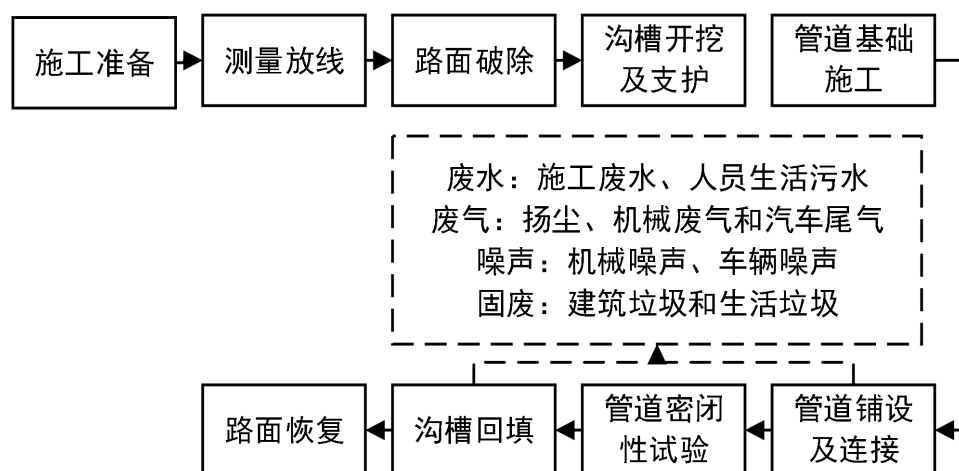 施工准备
测量放线
路面破除
沟槽开挖
及支护
管道基础
施工
废水：施工废水、人员生活污水
废气：扬尘、机械废气和汽车尾气
噪声：机械噪声、车辆噪声
固废：建筑垃圾和生活垃圾
路面恢复
沟槽回填
管道密闭
性试验
管道铺设
及连接